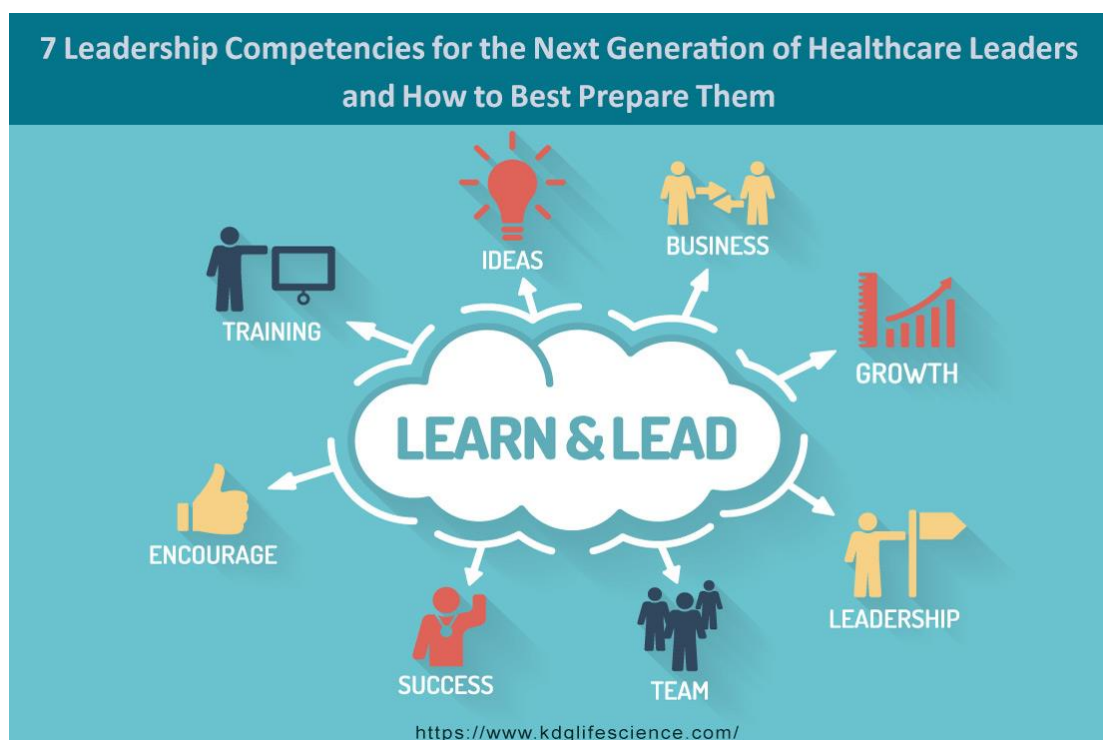 7 Leadership Competencies for the Next Generation of Healthcare Leaders
and How to Best Prepare Them
IDEAS
BUSINESS
TRAINING
GROWTH
LEARN & LEAD
ENCOURAGE
LEADERSHIP
SUCCESS
TEAM
https://www.kdglifescience.com/